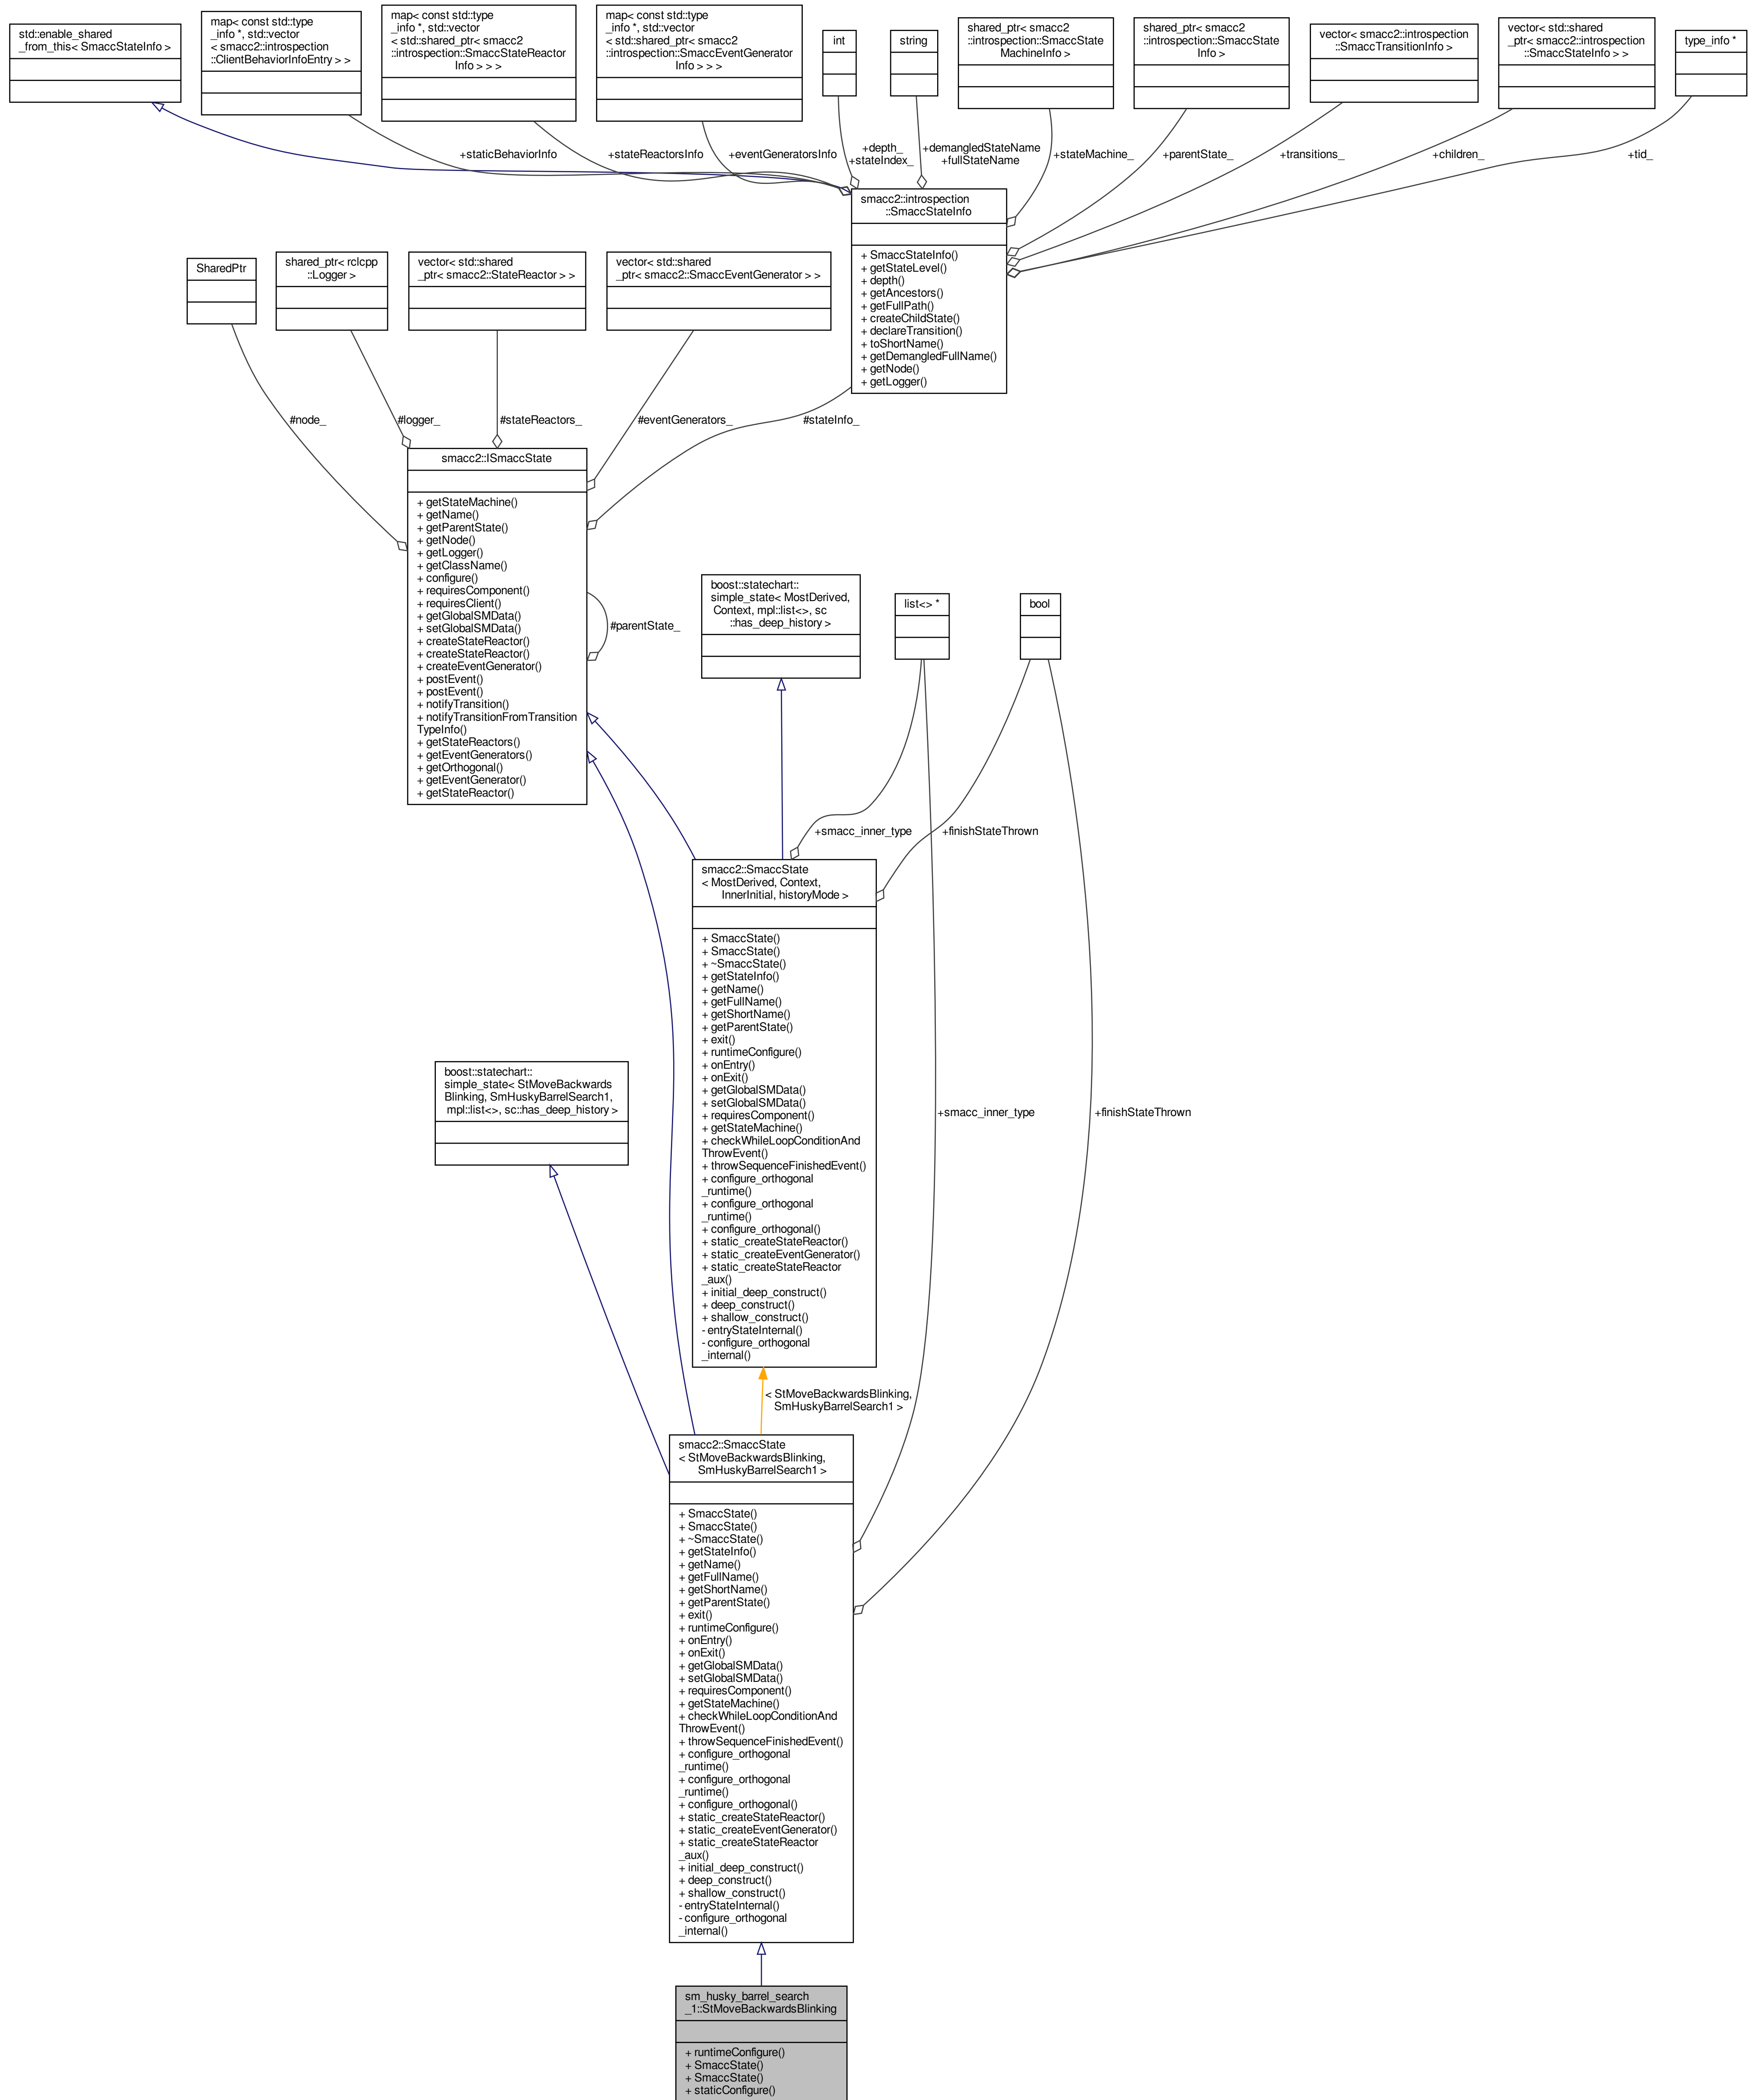 std::enable_shared
_from_this< SmaccStateInfo >
map< const std::type
_info *, std::vector
< smacc2::introspection
::ClientBehaviorInfoEntry > >
map< const std::type
_info *, std::vector
< std::shared_ptr< smacc2
::introspection::SmaccStateReactor
Info > > >
map< const std::type
_info *, std::vector
< std::shared_ptr< smacc2
::introspection::SmaccEventGenerator
Info > > >
int
string
shared_ptr< smacc2
::introspection::SmaccState
MachineInfo >
shared_ptr< smacc2
::introspection::SmaccState
Info >
vector< smacc2::introspection
::SmaccTransitionInfo >
vector< std::shared
_ptr< smacc2::introspection
::SmaccStateInfo > >
type_info *
+staticBehaviorInfo
+stateReactorsInfo
+eventGeneratorsInfo
+depth_
+stateIndex_
+demangledStateName
+fullStateName
+stateMachine_
+parentState_
+transitions_
+children_
+tid_
smacc2::introspection
::SmaccStateInfo
+ SmaccStateInfo()
+ getStateLevel()
+ depth()
+ getAncestors()
+ getFullPath()
+ createChildState()
+ declareTransition()
+ toShortName()
+ getDemangledFullName()
+ getNode()
+ getLogger()
SharedPtr
shared_ptr< rclcpp
::Logger >
vector< std::shared
_ptr< smacc2::StateReactor > >
vector< std::shared
_ptr< smacc2::SmaccEventGenerator > >
#node_
#logger_
#stateReactors_
#eventGenerators_
#stateInfo_
smacc2::ISmaccState
+ getStateMachine()
+ getName()
+ getParentState()
+ getNode()
+ getLogger()
+ getClassName()
+ configure()
+ requiresComponent()
+ requiresClient()
+ getGlobalSMData()
+ setGlobalSMData()
+ createStateReactor()
+ createStateReactor()
+ createEventGenerator()
+ postEvent()
+ postEvent()
+ notifyTransition()
+ notifyTransitionFromTransition
TypeInfo()
+ getStateReactors()
+ getEventGenerators()
+ getOrthogonal()
+ getEventGenerator()
+ getStateReactor()
#parentState_
boost::statechart::
simple_state< MostDerived,
Context, mpl::list<>, sc
::has_deep_history >
list<> *
bool
+smacc_inner_type
+finishStateThrown
smacc2::SmaccState
< MostDerived, Context,
InnerInitial, historyMode >
+ SmaccState()
+ SmaccState()
+ ~SmaccState()
+ getStateInfo()
+ getName()
+ getFullName()
+ getShortName()
+ getParentState()
+ exit()
+ runtimeConfigure()
+ onEntry()
+ onExit()
+ getGlobalSMData()
+ setGlobalSMData()
+ requiresComponent()
+ getStateMachine()
+ checkWhileLoopConditionAnd
ThrowEvent()
+ throwSequenceFinishedEvent()
+ configure_orthogonal
_runtime()
+ configure_orthogonal
_runtime()
+ configure_orthogonal()
+ static_createStateReactor()
+ static_createEventGenerator()
+ static_createStateReactor
_aux()
+ initial_deep_construct()
+ deep_construct()
+ shallow_construct()
- entryStateInternal()
- configure_orthogonal
_internal()
boost::statechart::
simple_state< StMoveBackwards
Blinking, SmHuskyBarrelSearch1,
mpl::list<>, sc::has_deep_history >
+smacc_inner_type
+finishStateThrown
< StMoveBackwardsBlinking,
SmHuskyBarrelSearch1 >
smacc2::SmaccState
< StMoveBackwardsBlinking,
SmHuskyBarrelSearch1 >
+ SmaccState()
+ SmaccState()
+ ~SmaccState()
+ getStateInfo()
+ getName()
+ getFullName()
+ getShortName()
+ getParentState()
+ exit()
+ runtimeConfigure()
+ onEntry()
+ onExit()
+ getGlobalSMData()
+ setGlobalSMData()
+ requiresComponent()
+ getStateMachine()
+ checkWhileLoopConditionAnd
ThrowEvent()
+ throwSequenceFinishedEvent()
+ configure_orthogonal
_runtime()
+ configure_orthogonal
_runtime()
+ configure_orthogonal()
+ static_createStateReactor()
+ static_createEventGenerator()
+ static_createStateReactor
_aux()
+ initial_deep_construct()
+ deep_construct()
+ shallow_construct()
- entryStateInternal()
- configure_orthogonal
_internal()
sm_husky_barrel_search
_1::StMoveBackwardsBlinking
+ runtimeConfigure()
+ SmaccState()
+ SmaccState()
+ staticConfigure()